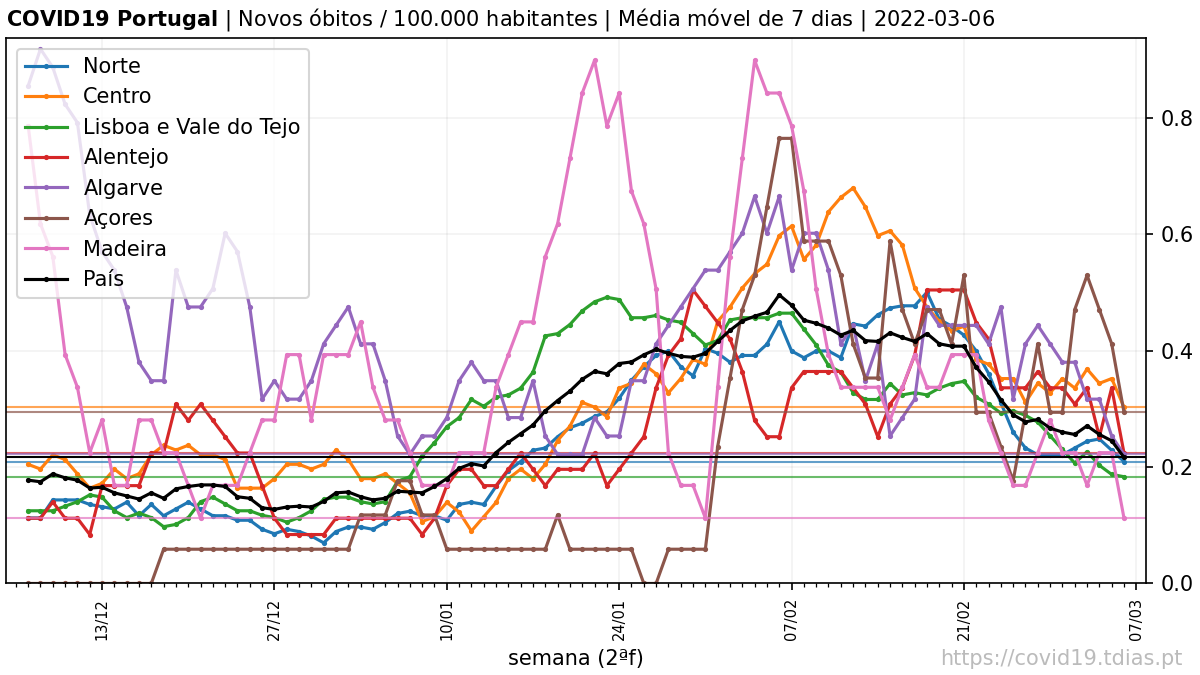 COVID19 Portugal | Novos óbitos / 100.000 habitantes | Média móvel de 7 dias | 2022-03-06
Norte
Centro
Lisboa e Vale do Tejo
Alentejo
Algarve
Açores
Madeira
País
0.8
0.6
0.4
0.2
0.0
13/12
27/12
10/01
24/01
07/02
21/02
07/03
semana (2ªf)
https://covid19.tdias.pt